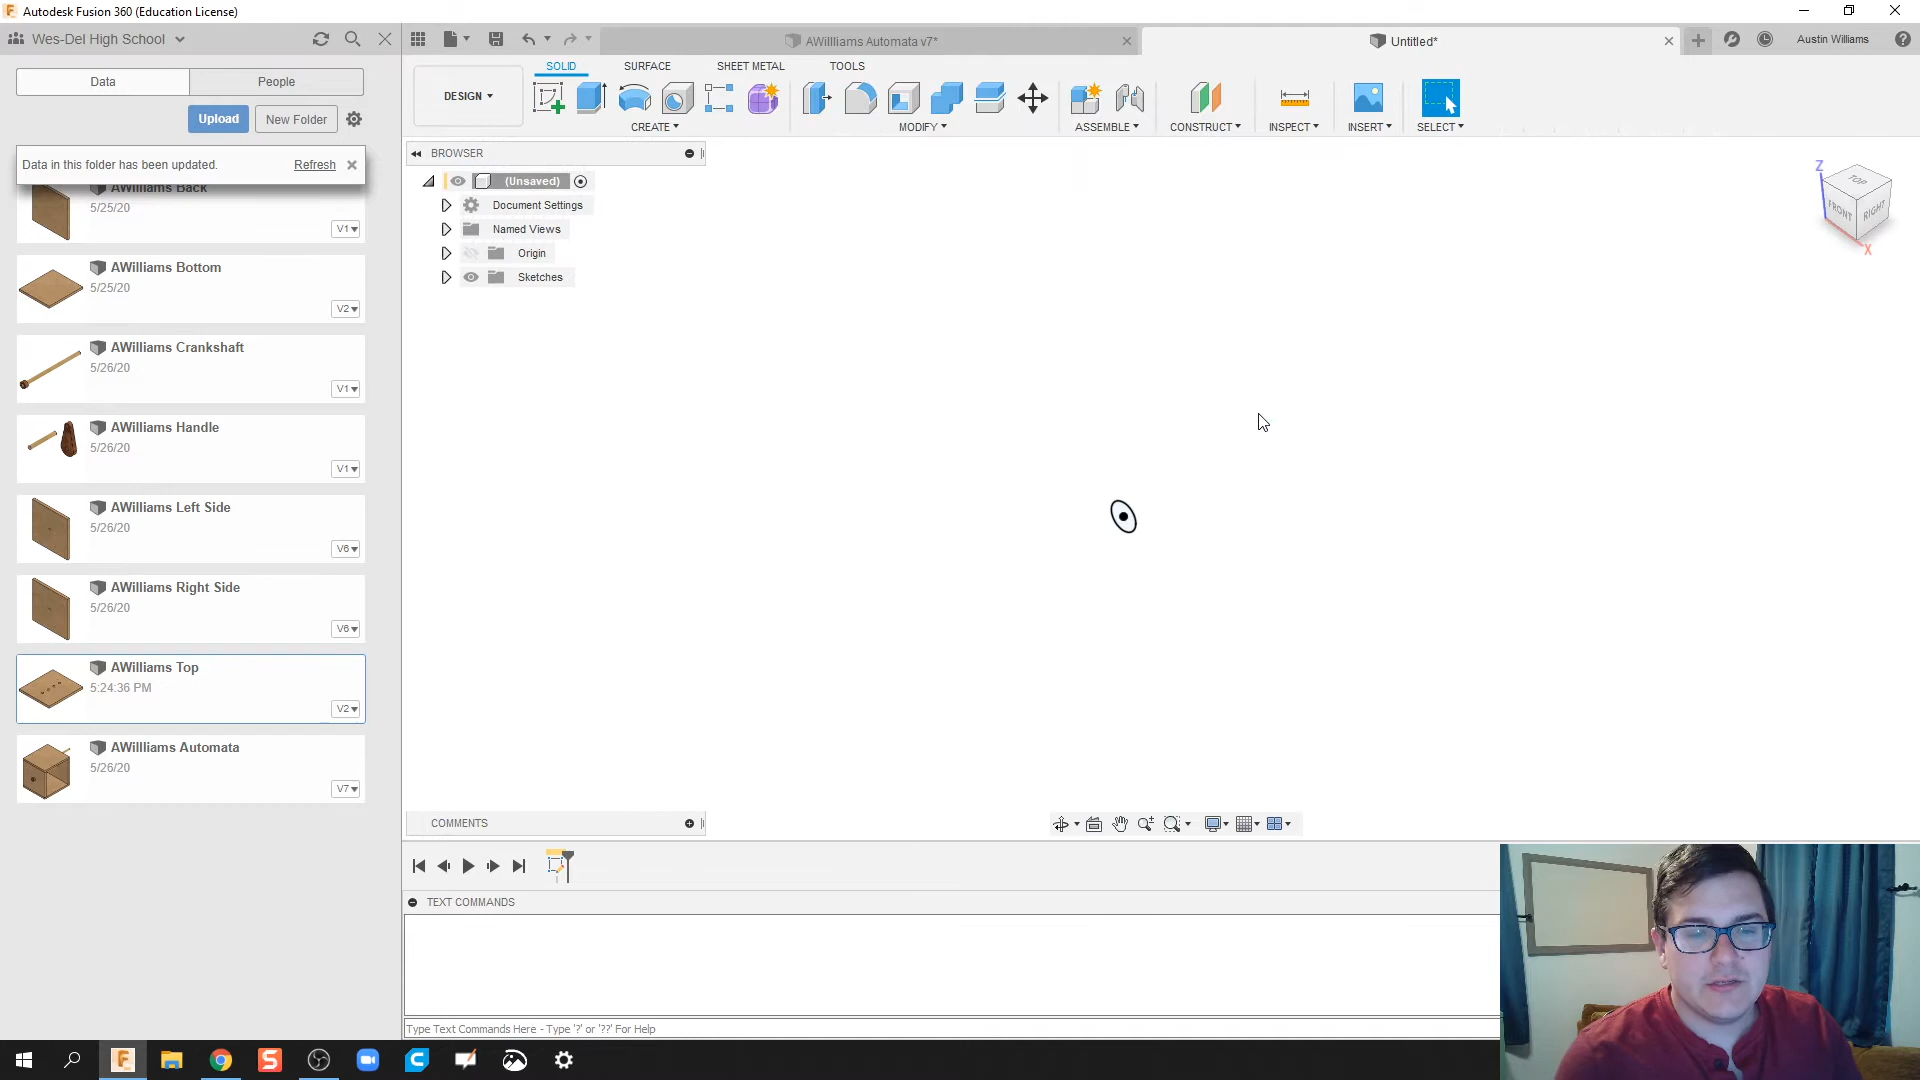 Autodesk Fusion 360 (Education License)
Wes-Del High School
AWilliams Automata v7*
Untitled*
Austin Williams
Data
People
Upload
New Folder
Data in this folder has been updated.
Refresh
AWilliams Back
5/25/20
V1
AWilliams Bottom
5/25/20
V2
AWilliams Crankshaft
5/26/20
V1
AWilliams Handle
5/26/20
V1
AWilliams Left Side
5/26/20
V6
AWilliams Right Side
5/26/20
V6
AWilliams Top
5:24:36 PM
V2
AWillliams Automata
5/26/20
V7
DESIGN
SOLID
SURFACE
SHEET METAL
TOOLS
CREATE
MODIFY
ASSEMBLE
CONSTRUCT
INSPECT
INSERT
SELECT
BROWSER
(Unsaved)
Document Settings
Named Views
Origin
Sketches
Z
TOP
FRONT
RIGHT
X
COMMENTS
TEXT COMMANDS
Type Text Commands Here - Type '?' or '??' For Help